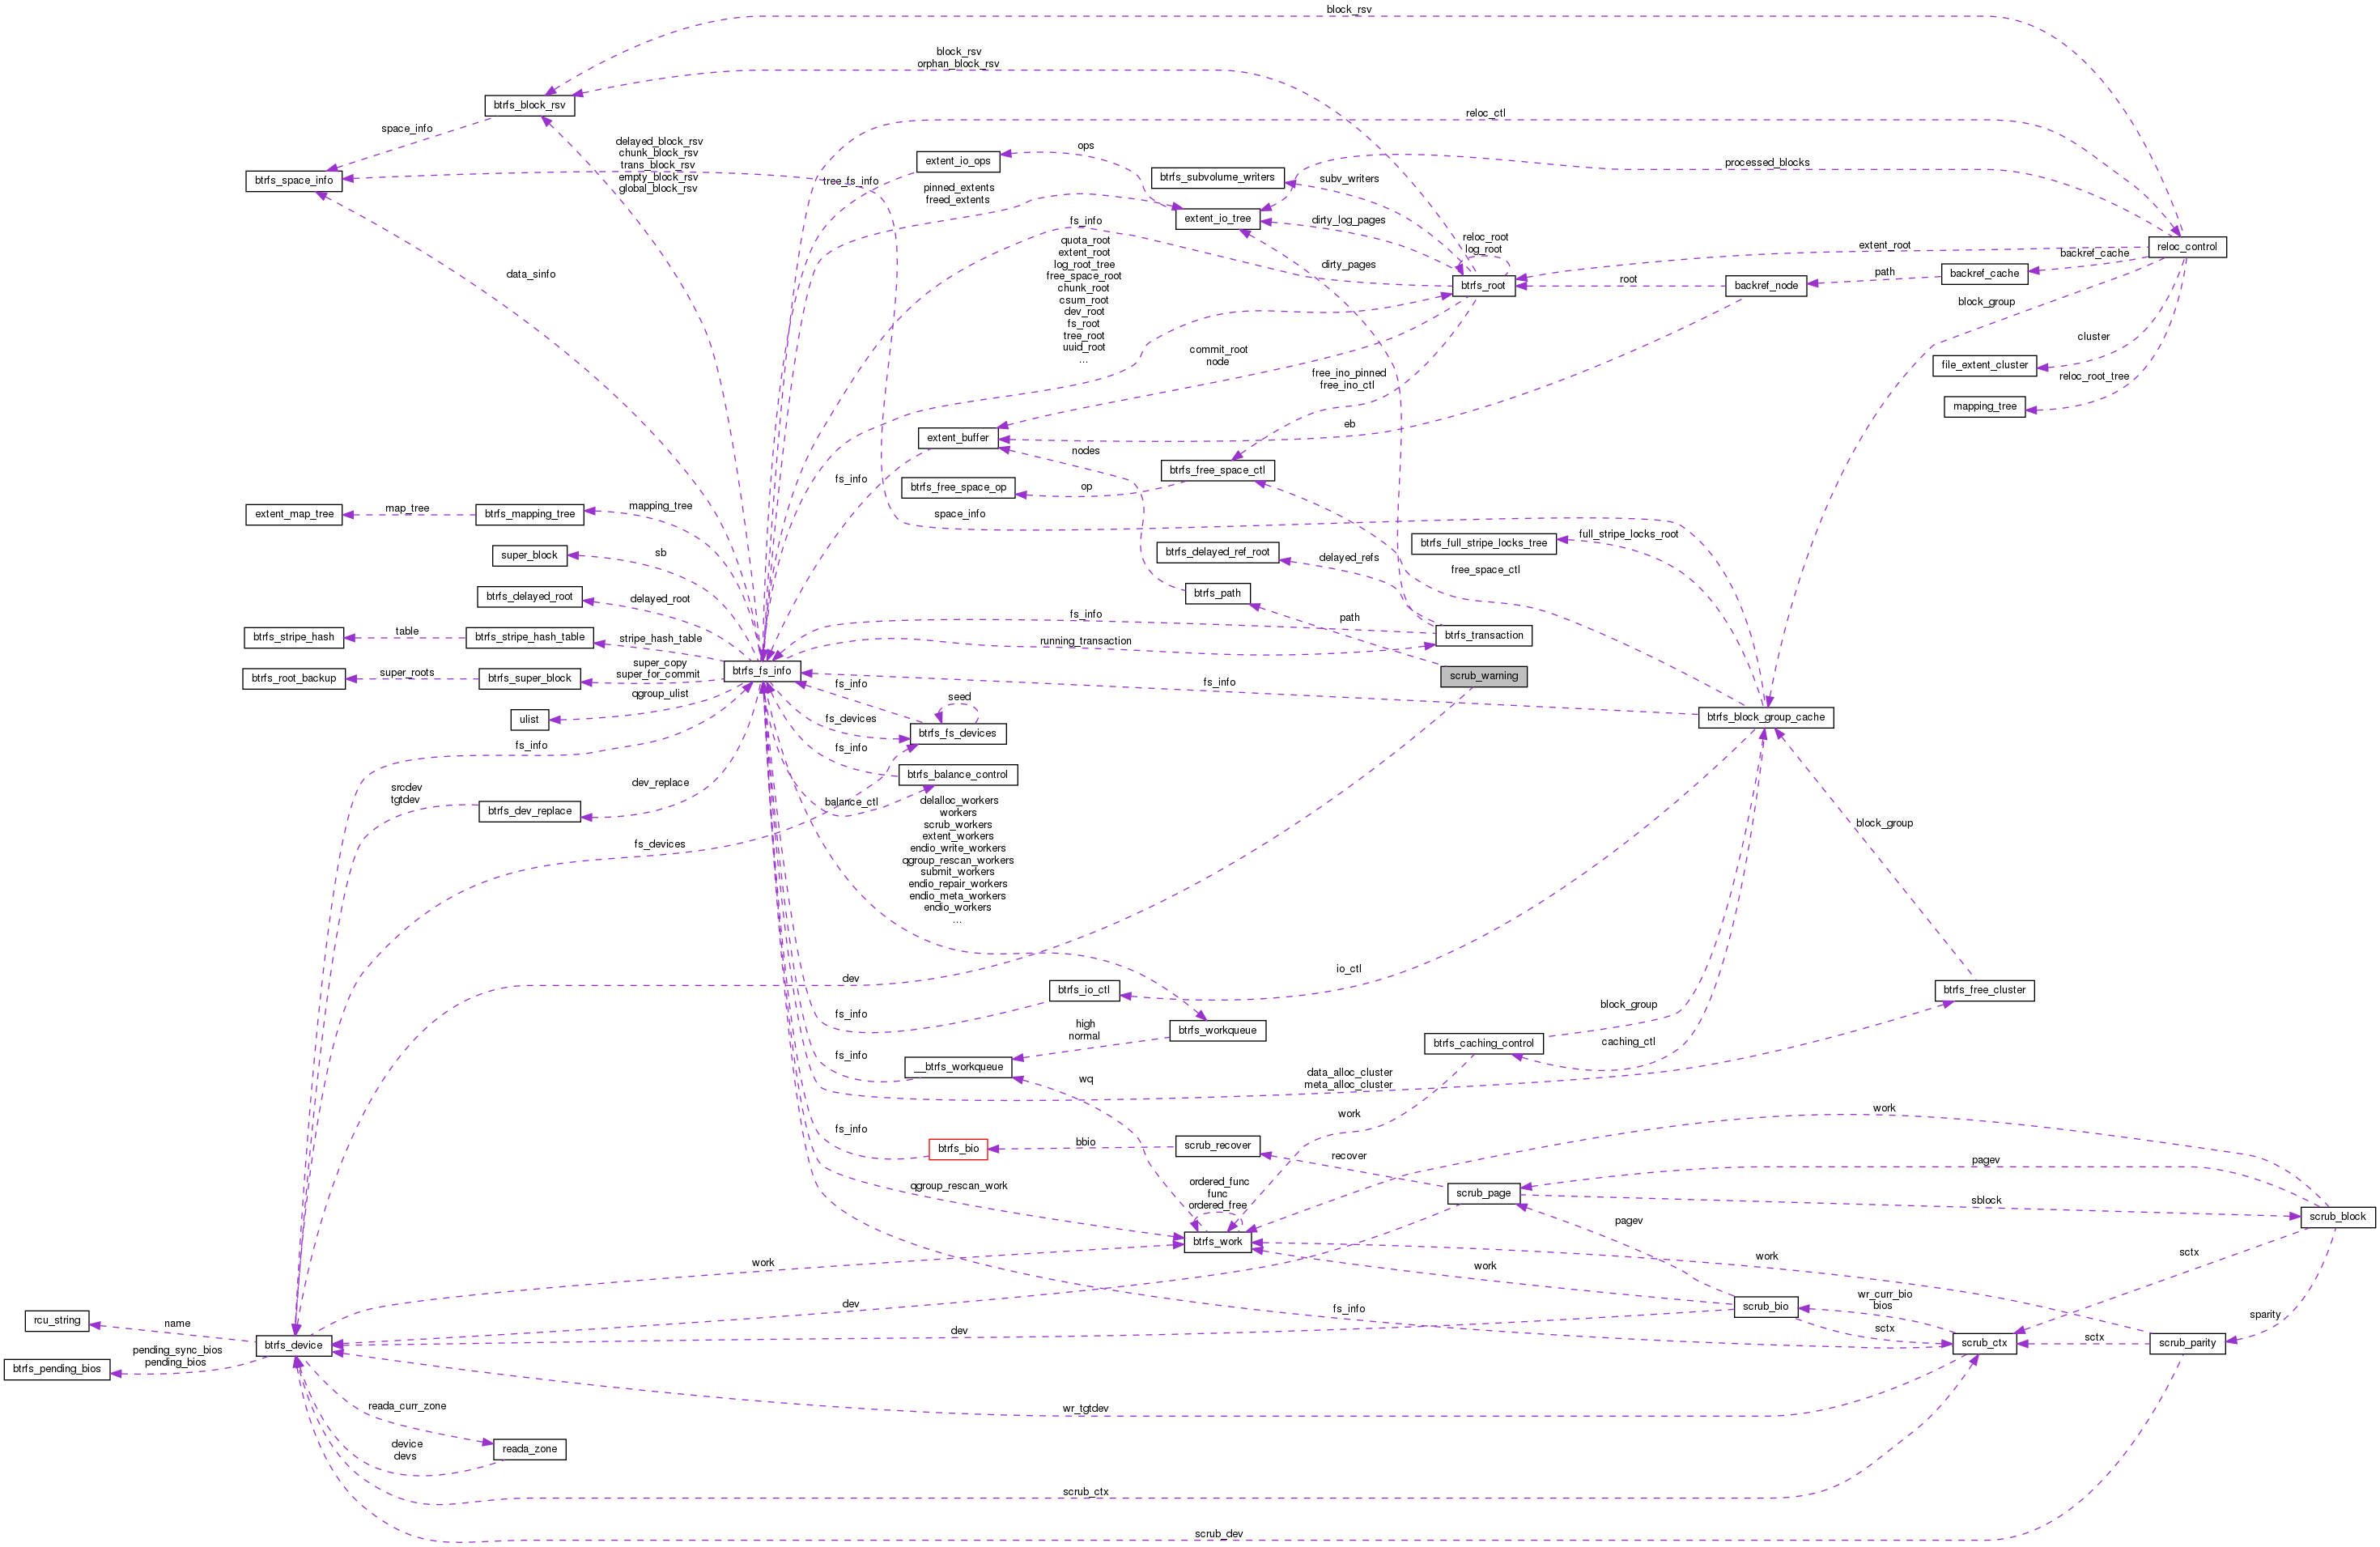 block_rsv
block_rsv
orphan_block_rsv
btrfs_block_rsv
reloc_ctl
space_info
delayed_block_rsv
chunk_block_rsv
trans_block_rsv
empty_block_rsv
global_block_rsv
tree_fs_info
extent_io_ops
ops
processed_blocks
btrfs_space_info
btrfs_subvolume_writers
subv_writers
pinned_extents
freed_extents
extent_io_tree
dirty_log_pages
fs_info
reloc_root
log_root
extent_root
reloc_control
backref_cache
data_sinfo
quota_root
extent_root
log_root_tree
free_space_root
chunk_root
csum_root
dev_root
fs_root
tree_root
uuid_root
...
dirty_pages
btrfs_root
root
backref_node
path
backref_cache
block_group
cluster
commit_root
node
file_extent_cluster
free_ino_pinned
free_ino_ctl
reloc_root_tree
mapping_tree
eb
extent_buffer
nodes
btrfs_free_space_ctl
fs_info
btrfs_free_space_op
op
extent_map_tree
map_tree
btrfs_mapping_tree
mapping_tree
space_info
full_stripe_locks_root
btrfs_full_stripe_locks_tree
super_block
sb
btrfs_delayed_ref_root
delayed_refs
free_space_ctl
btrfs_delayed_root
delayed_root
btrfs_path
path
fs_info
btrfs_stripe_hash
table
btrfs_stripe_hash_table
stripe_hash_table
running_transaction
btrfs_transaction
btrfs_root_backup
super_roots
btrfs_super_block
super_copy
super_for_commit
btrfs_fs_info
scrub_warning
fs_info
fs_info
qgroup_ulist
ulist
seed
fs_devices
btrfs_fs_devices
btrfs_block_group_cache
fs_info
fs_info
dev_replace
btrfs_balance_control
srcdev
tgtdev
btrfs_dev_replace
balance_ctl
delalloc_workers
workers
scrub_workers
extent_workers
endio_write_workers
qgroup_rescan_workers
submit_workers
endio_repair_workers
endio_meta_workers
endio_workers
...
block_group
fs_devices
dev
io_ctl
btrfs_io_ctl
btrfs_free_cluster
fs_info
block_group
btrfs_workqueue
high
normal
btrfs_caching_control
caching_ctl
fs_info
__btrfs_workqueue
wq
data_alloc_cluster
meta_alloc_cluster
work
work
fs_info
btrfs_bio
bbio
scrub_recover
recover
pagev
qgroup_rescan_work
ordered_func
func
ordered_free
scrub_page
sblock
scrub_block
pagev
btrfs_work
sctx
work
work
work
dev
fs_info
wr_curr_bio
bios
scrub_bio
sparity
rcu_string
name
dev
sctx
sctx
btrfs_device
scrub_ctx
scrub_parity
pending_sync_bios
pending_bios
btrfs_pending_bios
reada_curr_zone
wr_tgtdev
device
devs
reada_zone
scrub_ctx
scrub_dev